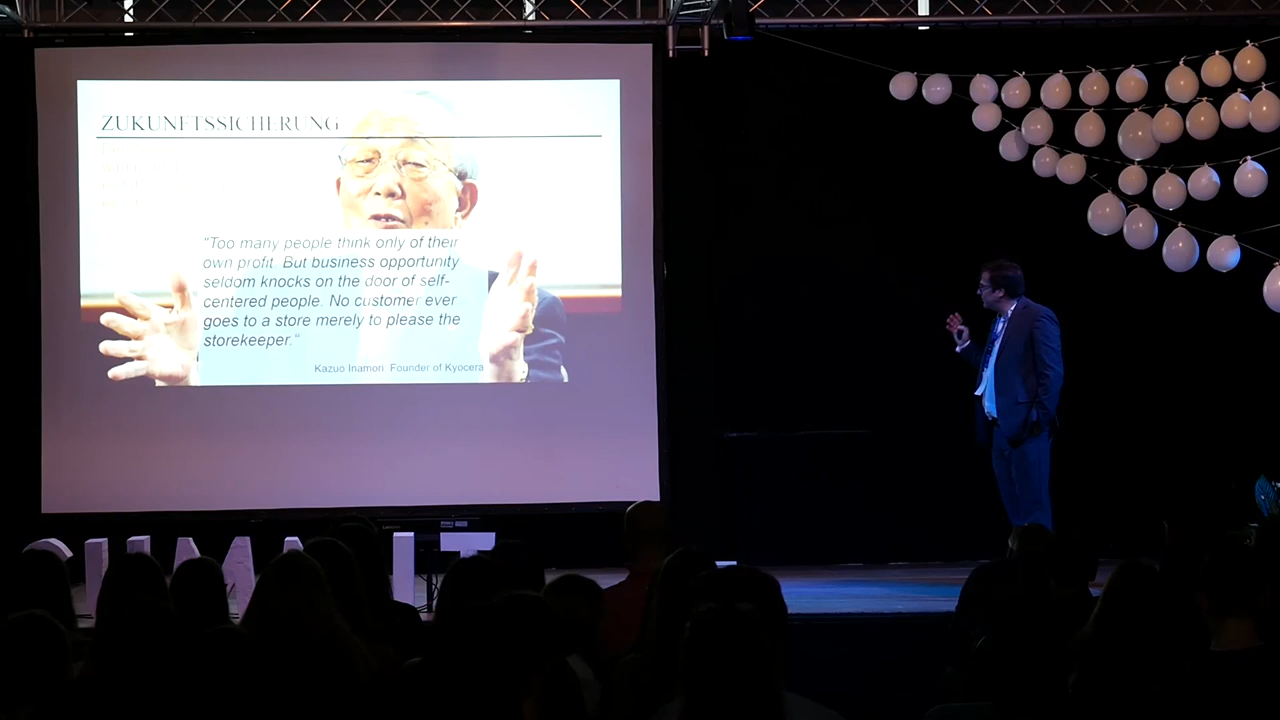 ZUKUNFTSSICHERUNG
"Too many people think only of their
own profit. But business opportunity
seldom knocks on the door of self-
centered people. No customer ever
goes to a store merely to please the
storekeeper."
Kazuo Inamori, Founder of Kyocera